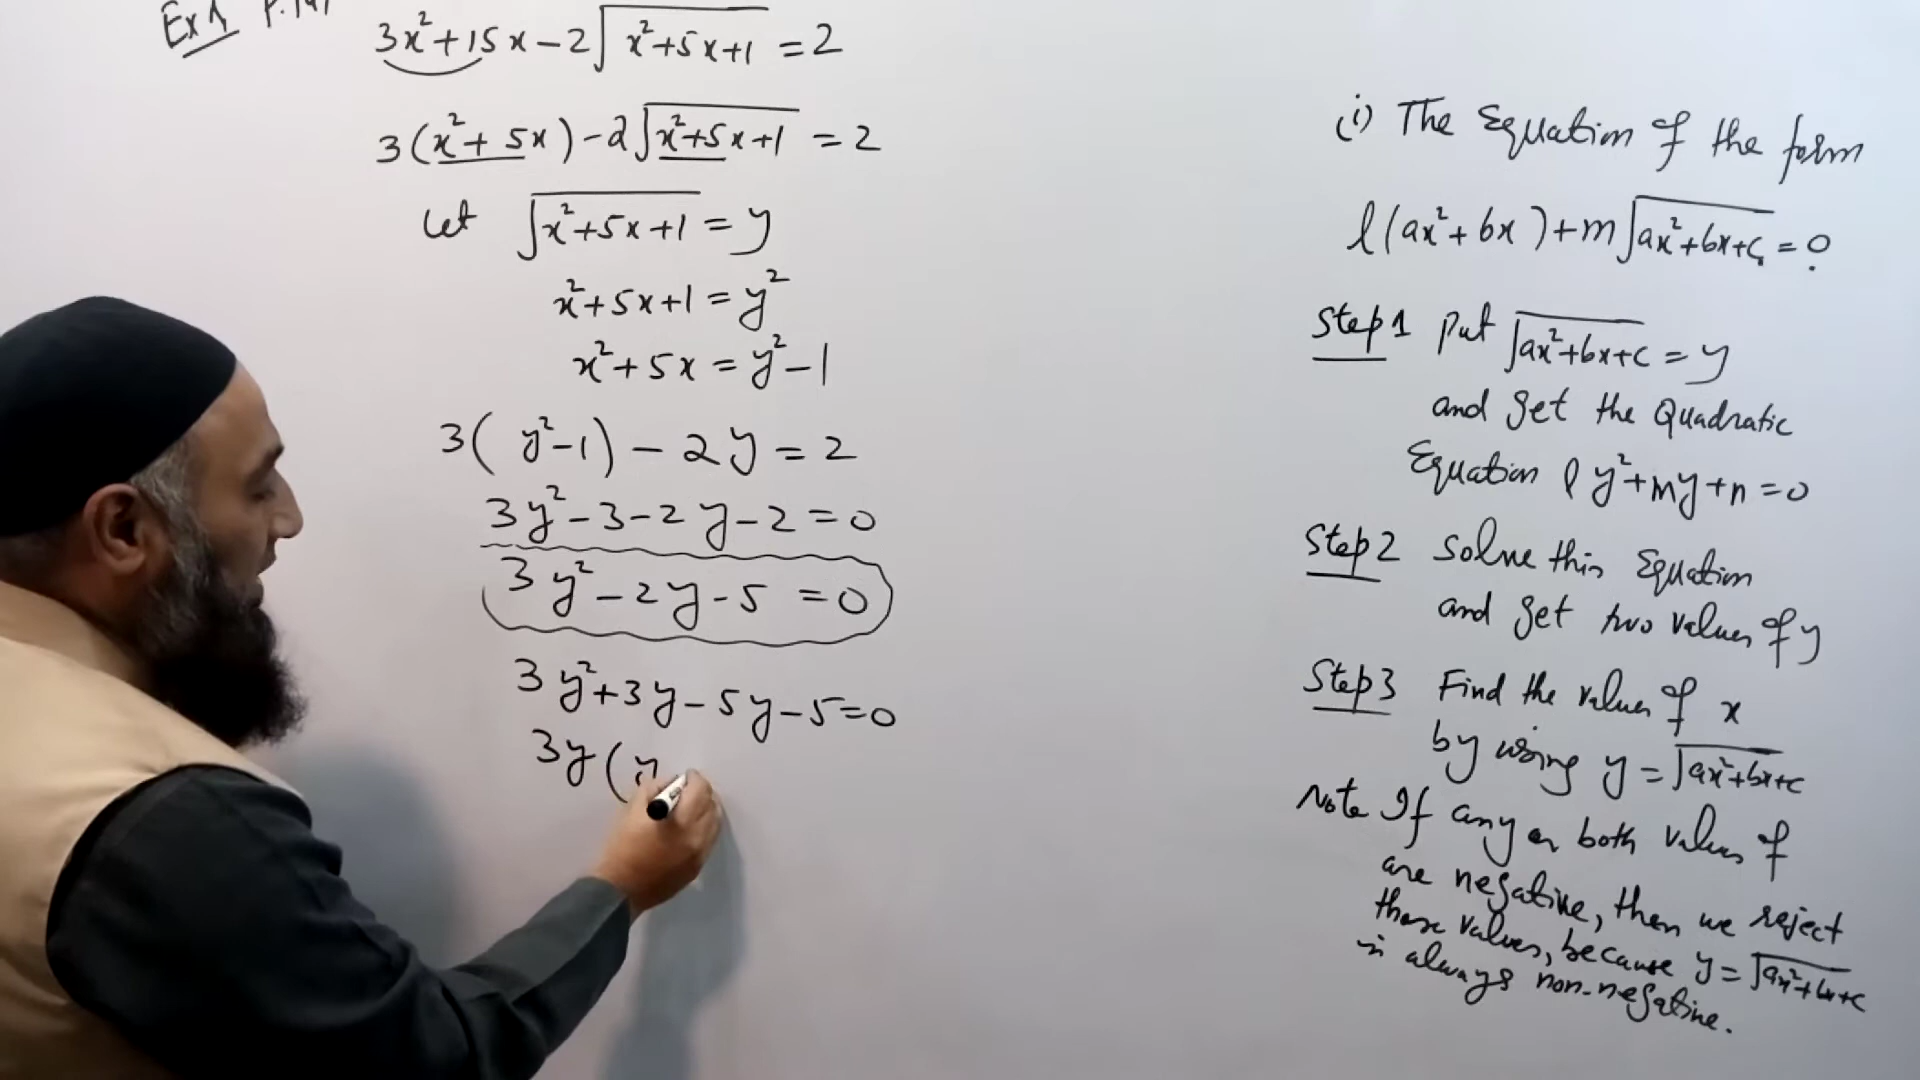 Ex 1
3x²+15x-2√x²+5x+1 = 2
3(x²+5x)-2√x²+5x+1 = 2
Let √x²+5x+1 = y
x²+5x+1 = y²
x²+5x = y²-1
3(y²-1)-2y = 2
3y²-3-2y-2 = 0
3y²-2y-5 = 0
3y²+3y-5y-5=0
3y(y
(i) The Equation of the form
l(ax²+bx)+m√ax²+bx+c = 0
Step 1 Put √ax²+bx+c = y
and get the Quadratic
Equation ly²+my+n=0
Step 2 Solve this Equation
and get two values of y
Step 3 Find the values of x
by using y = √ax²+bx+c
Note If any or both values of
are negative, then we reject
those values, because y = √ax²+bx+c
is always non-negative.